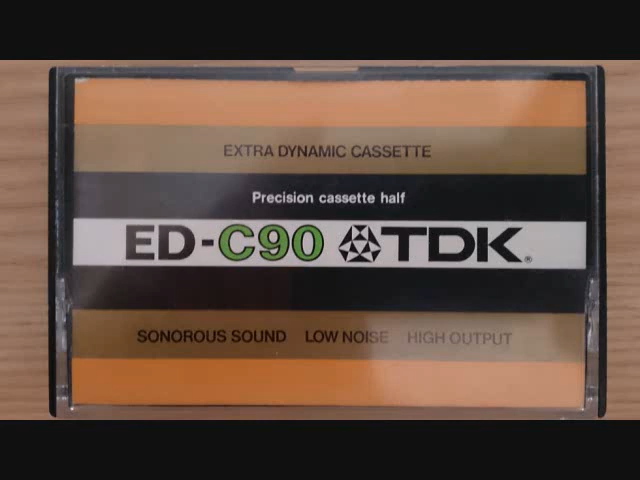 EXTRA DYNAMIC CASSETTE
Precision cassette half
ED-C90 TDK®
SONOROUS SOUND LOW NOISE HIGH OUTPUT